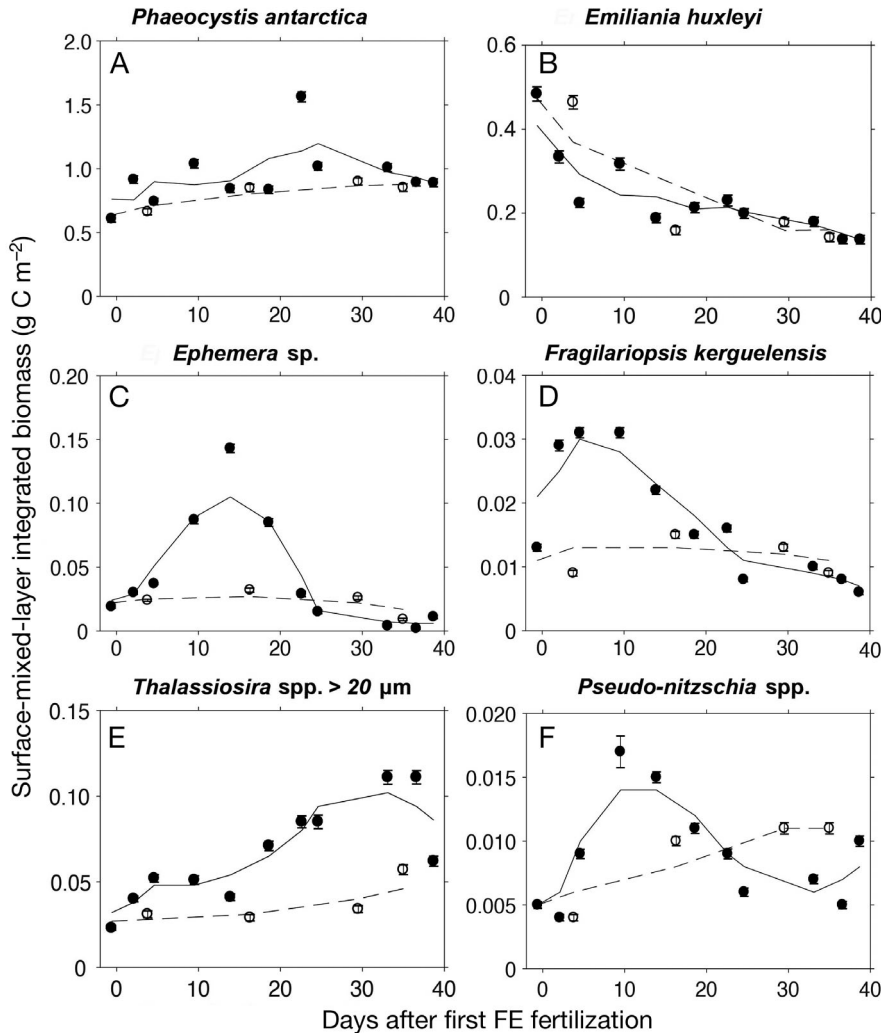 Phaeocystis antarctica
Emiliania huxleyi
A
2.0
1.5
1.0
0.5
0
0 10 20 30 40
B
0.6
0.4
0.2
0
0 10 20 30 40
Ephemera sp.
Fragilariopsis kerguelensis
C
0.20
0.15
0.10
0.05
0
0 10 20 30 40
D
0.04
0.03
0.02
0.01
0
0 10 20 30 40
Thalassiosira spp. > 20 µm
Pseudo-nitzschia spp.
E
0.15
0.10
0.05
0
0 10 20 30 40
F
0.020
0.015
0.010
0.005
0
0 10 20 30 40
Surface-mixed-layer integrated biomass (g C m⁻²)
Days after first FE fertilization